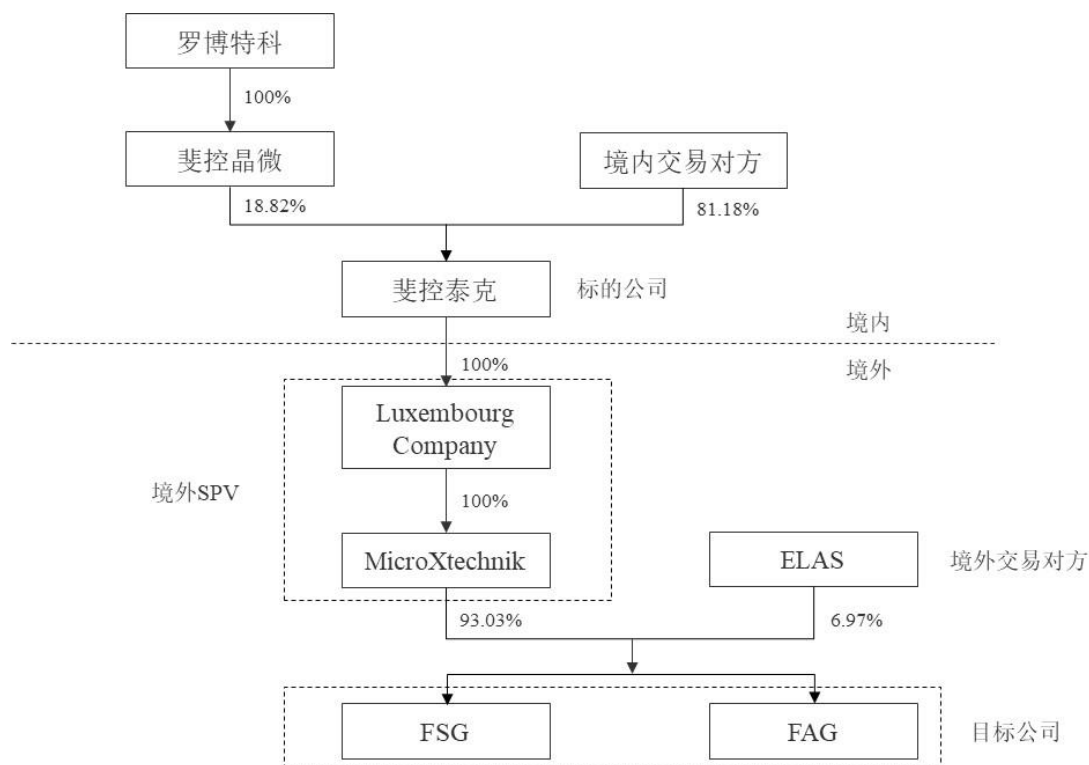 罗博特科
100%
斐控晶微
境内交易对方
18.82%
81.18%
斐控泰克
标的公司
境内
100%
境外
Luxembourg
Company
境外SPV
100%
MicroXtechnik
ELAS
境外交易对方
93.03%
6.97%
FSG
FAG
目标公司